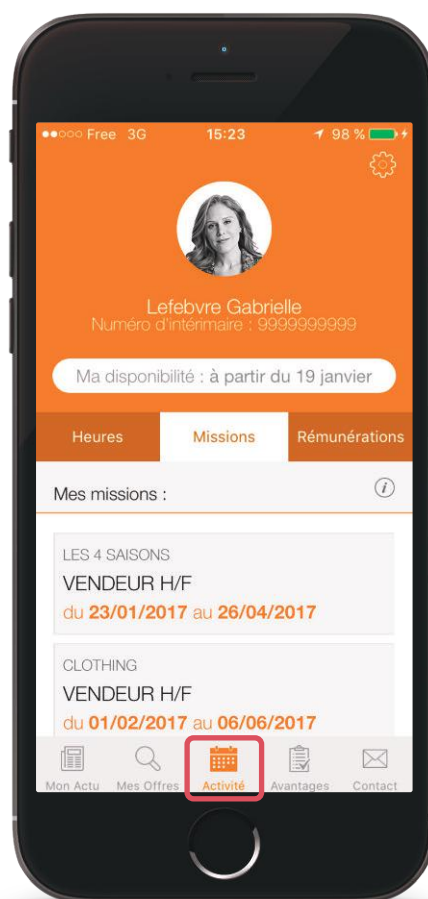 Free 3G 15:23 98 %
Lefebvre Gabrielle
Numéro d'intérimaire : 9999999999
Ma disponibilité : à partir du 19 janvier
Heures Missions Rémunérations
Mes missions :
i
LES 4 SAISONS
VENDEUR H/F
du 23/01/2017 au 26/04/2017
CLOTHING
VENDEUR H/F
du 01/02/2017 au 06/06/2017
Mon Actu Mes Offres Activité Avantages Contact